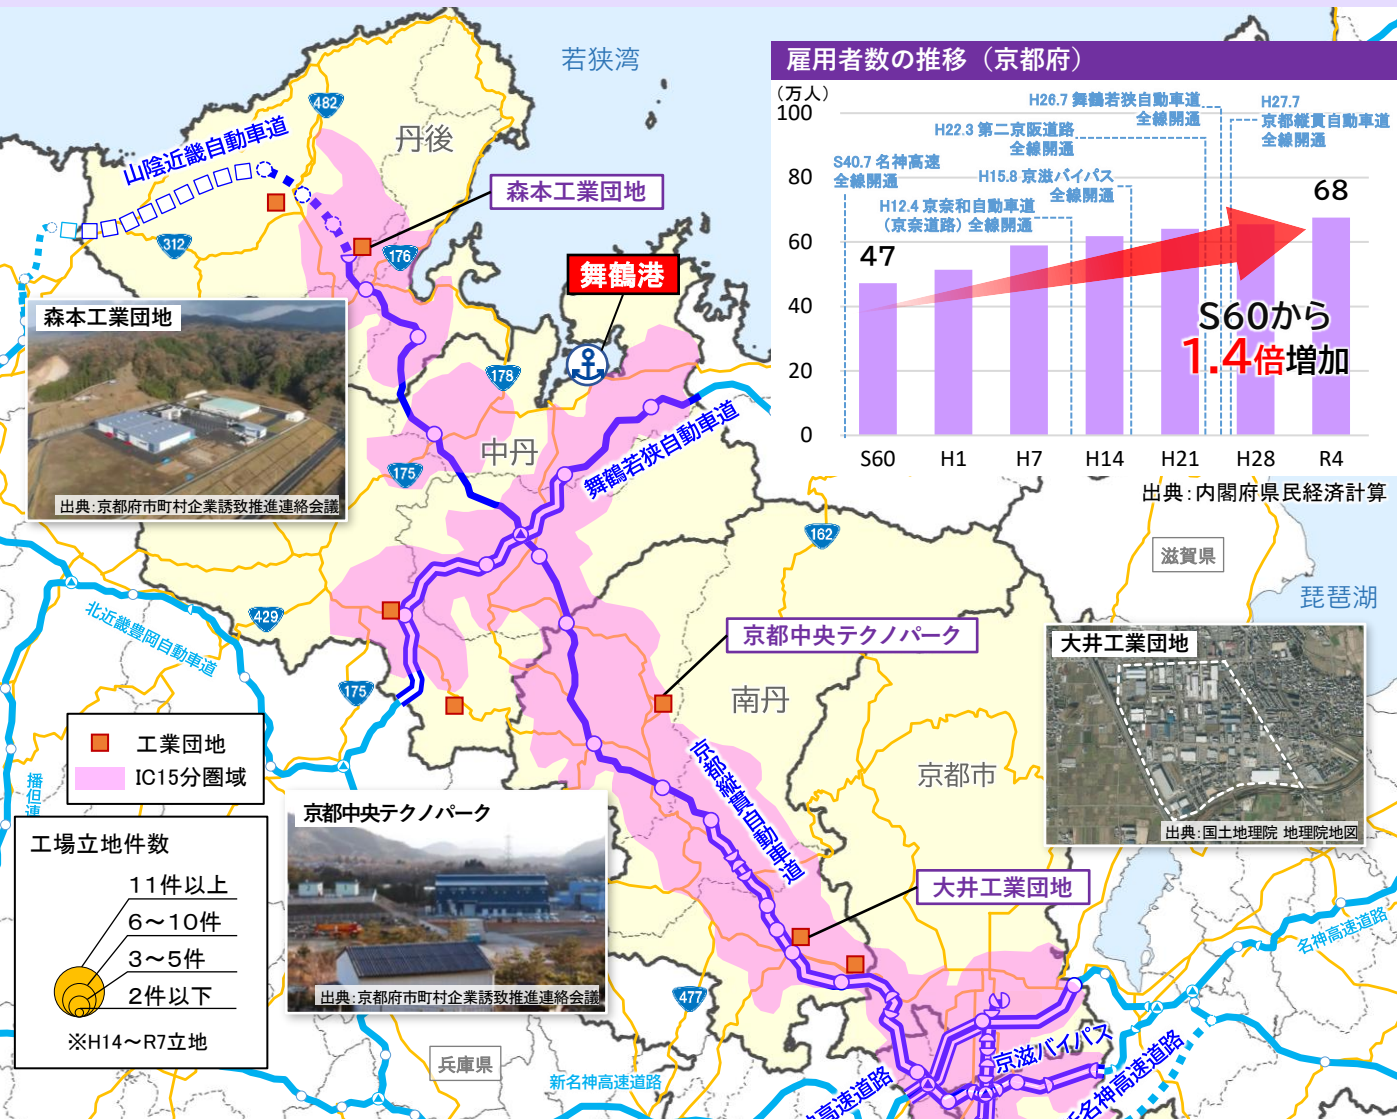 若狭湾
482
丹後
山陰近畿自動車道
森本工業団地
312
176
舞鶴港
森本工業団地
出典：京都府市町村企業誘致推進連絡会議
178
175
中丹
舞鶴若狭自動車道
雇用者数の推移（京都府）
（万人）
100
80
60
40
20
0
S40.7 名神高速
全線開通
H12.4 京奈和自動車道
（京奈道路）全線開通
H15.8 京滋バイパス
全線開通
H22.3 第二京阪道路
全線開通
H26.7 舞鶴若狭自動車道
全線開通
H27.7
京都縦貫自動車道
全線開通
47
68
S60から
1.4倍増加
S60
H1
H7
H14
H21
H28
R4
出典：内閣府県民経済計算
162
滋賀県
琵琶湖
北近畿豊岡自動車道
429
175
京都中央テクノパーク
南丹
京都市
京都縦貫自動車道
大井工業団地
出典：国土地理院 地理院地図
工業団地
IC15分圏域
播但連
工場立地件数
11件以上
6～10件
3～5件
2件以下
※H14～R7立地
京都中央テクノパーク
出典：京都府市町村企業誘致推進連絡会議
大井工業団地
477
兵庫県
新名神高速道路
高速道路
京滋バイパス
名神高速道路
名神高速道路